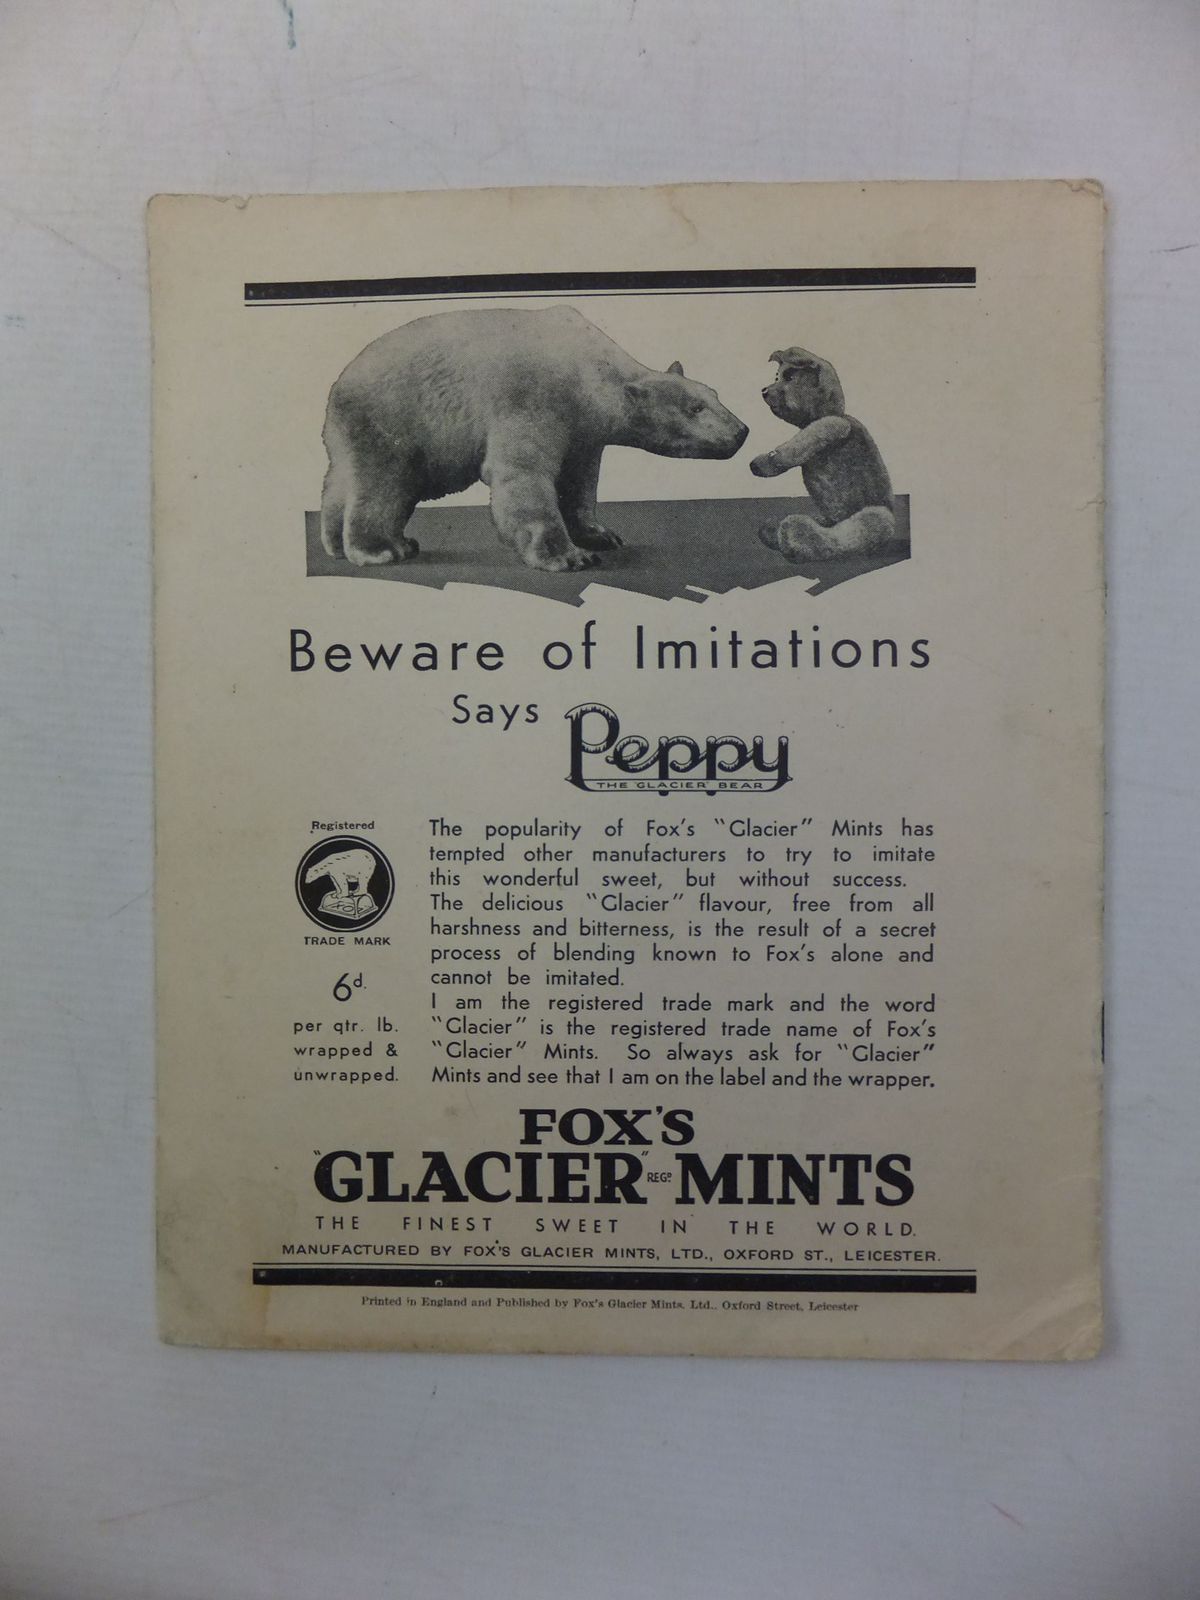 Beware of Imitations
Says Peppy
THE "GLACIER" BEAR
Registered
FOX'S
TRADE MARK
6d.
per qtr. lb.
wrapped &
unwrapped.
The popularity of Fox's "Glacier" Mints has
tempted other manufacturers to try to imitate
this wonderful sweet, but without success.
The delicious "Glacier" flavour, free from all
harshness and bitterness, is the result of a secret
process of blending known to Fox's alone and
cannot be imitated.
I am the registered trade mark and the word
"Glacier" is the registered trade name of Fox's
"Glacier" Mints. So always ask for "Glacier"
Mints and see that I am on the label and the wrapper.
FOX'S
"GLACIER" REGD MINTS
THE FINEST SWEET IN THE WORLD.
MANUFACTURED BY FOX'S GLACIER MINTS, LTD., OXFORD ST., LEICESTER.
Printed in England and Published by Fox's Glacier Mints, Ltd., Oxford Street, Leicester